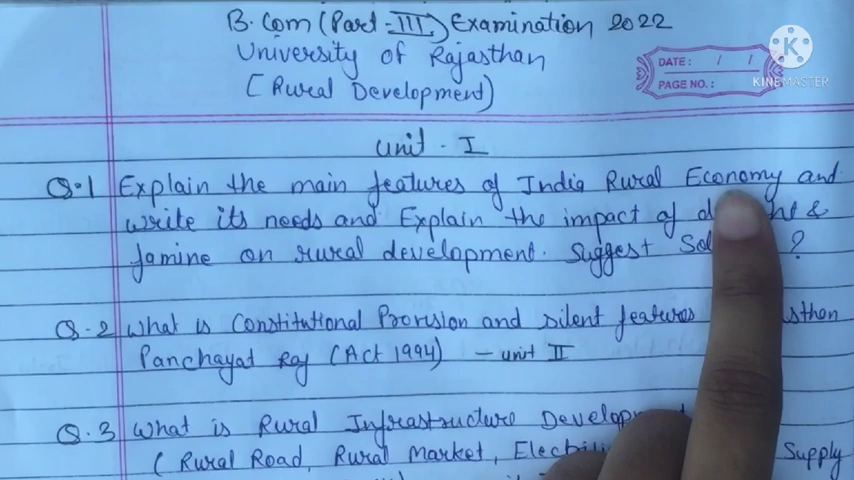 B.Com (Part-III) Examination 2022
University of Rajasthan
[Rural Development)
DATE: / /
PAGE NO.:
KINEMASTER
Unit - I
Q.1 Explain the main features of India Rural Economy and
write its needs and Explain the impact of &
famine on rural development. Suggest ?
Q.2 What is Constitutional Provision and Silent features
Panchayat Raj (Act 1994) - unit II
Q.3 What is Rural Infrastructure
(Rural Road, Rural Market, Supply